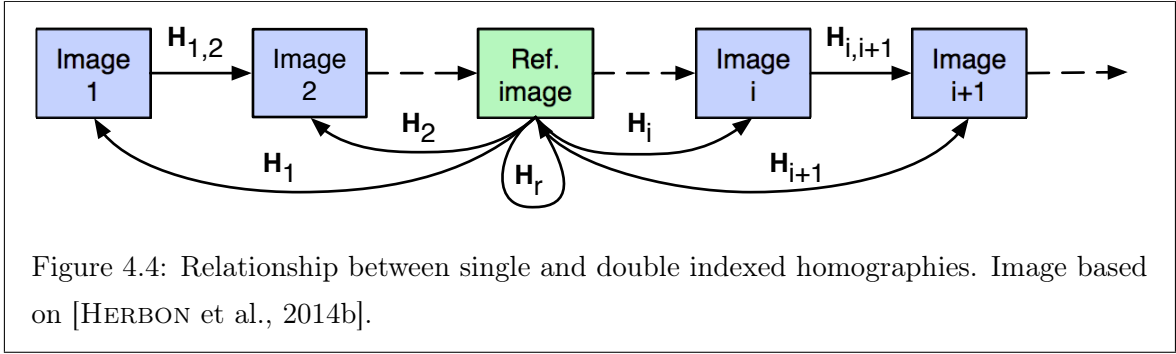 Image
1
H1,2
Image
2
Ref.
image
Image
i
Hi,i+1
Image
i+1
H1
H2
Hr
Hi
Hi+1
Figure 4.4: Relationship between single and double indexed homographies. Image based
on [HERBON et al., 2014b].